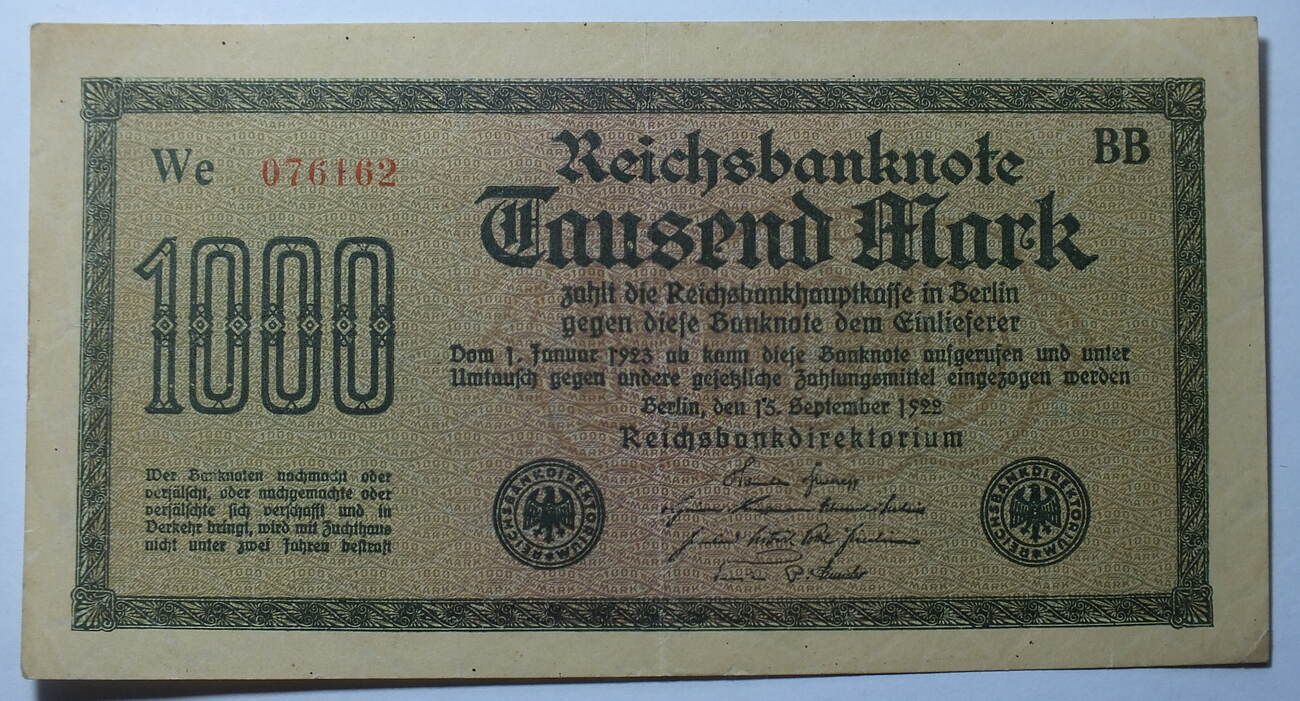 We 076162
Reichsbanknote
BB
Tausend Mark
1000
zahlt die Reichsbankhauptkasse in Berlin
gegen diese Banknote dem Einlieferer
Vom 1. Januar 1923 ab kann diese Banknote aufgerufen und unter
Umtausch gegen andere gesetzliche Zahlungsmittel eingezogen werden
Berlin, den 15. September 1922
Reichsbankdirektorium
Wer Banknoten nachmacht oder
verfälscht, oder nachgemachte oder
verfälschte sich verschafft und in
Verkehr bringt, wird mit Zuchthaus
nicht unter zwei Jahren bestraft
REICHSBANKDIREKTORIUM
REICHSBANKDIREKTORIUM